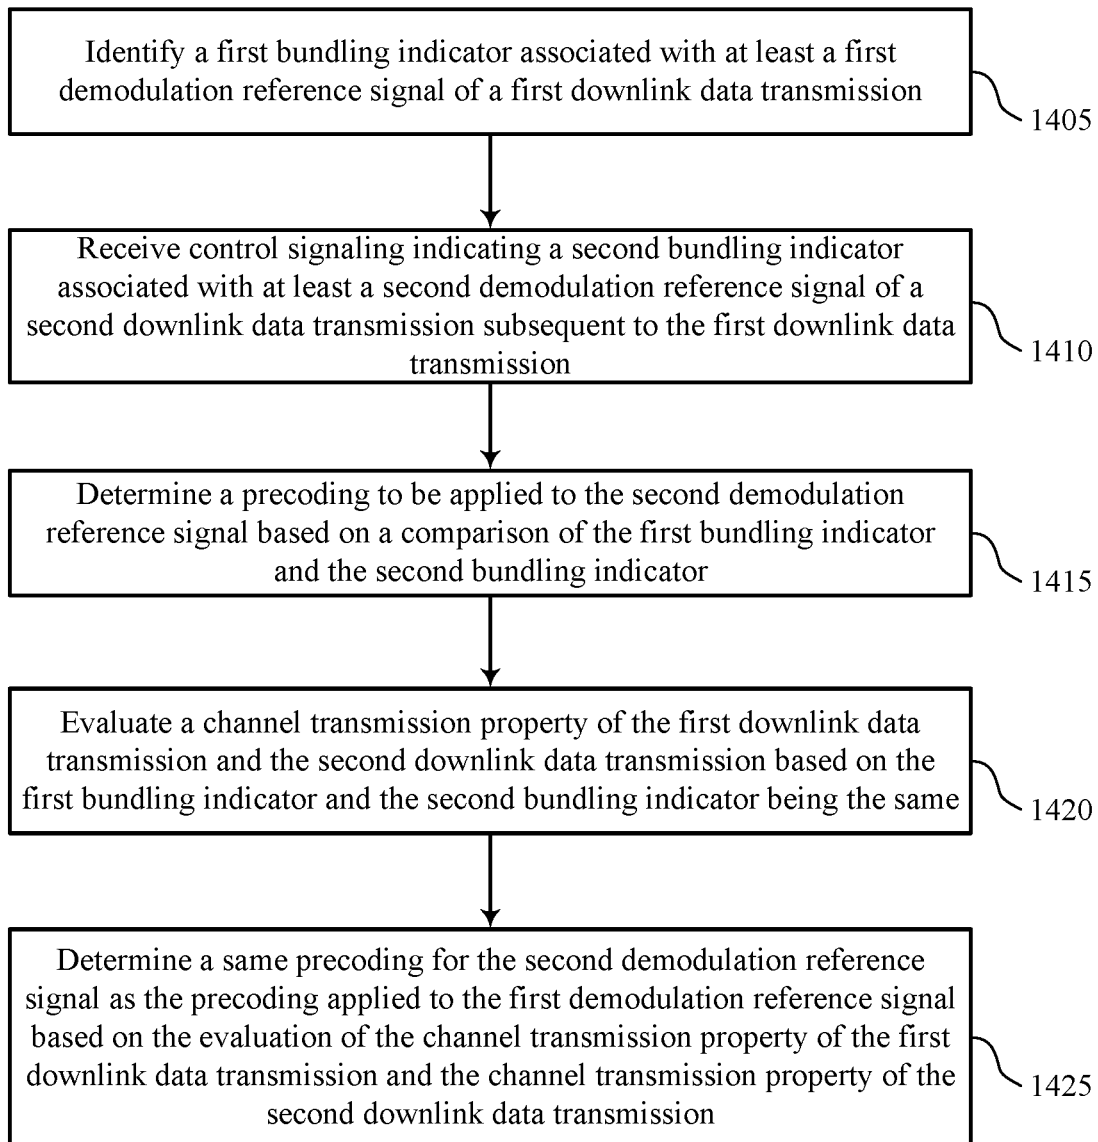 Identify a first bundling indicator associated with at least a first
demodulation reference signal of a first downlink data transmission
1405
Receive control signaling indicating a second bundling indicator
associated with at least a second demodulation reference signal of a
second downlink data transmission subsequent to the first downlink data
transmission
1410
Determine a precoding to be applied to the second demodulation
reference signal based on a comparison of the first bundling indicator
and the second bundling indicator
1415
Evaluate a channel transmission property of the first downlink data
transmission and the second downlink data transmission based on the
first bundling indicator and the second bundling indicator being the same
1420
Determine a same precoding for the second demodulation reference
signal as the precoding applied to the first demodulation reference signal
based on the evaluation of the channel transmission property of the first
downlink data transmission and the channel transmission property of the
second downlink data transmission
1425